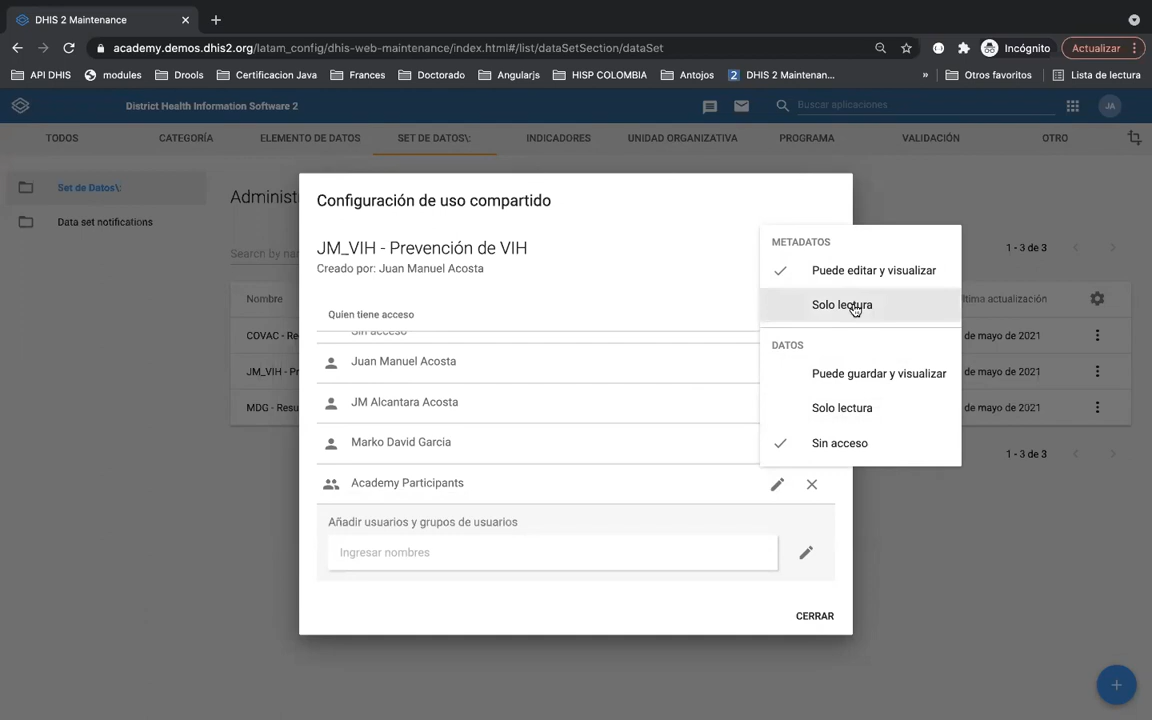 DHIS 2 Maintenance
academy.demos.dhis2.org/latam_config/dhis-web-maintenance/index.html#/list/dataSetSection/dataSet
Incógnito
Actualizar
API DHIS
modules
Drools
Certificacion Java
Frances
Doctorado
Angularjs
HISP COLOMBIA
Antojos
2 DHIS 2 Maintenan...
»
Otros favoritos
Lista de lectura
District Health Information Software 2
Buscar aplicaciones
JA
TODOS
CATEGORÍA
ELEMENTO DE DATOS
SET DE DATOS\:
INDICADORES
UNIDAD ORGANIZATIVA
PROGRAMA
VALIDACIÓN
OTRO
Set de Datos\:
Data set notifications
Administ
Search by nam
1 - 3 de 3
Nombre
ltima actualización
COVAC - Re
de mayo de 2021
JM_VIH - Pr
de mayo de 2021
MDG - Resu
de mayo de 2021
1 - 3 de 3
Configuración de uso compartido
JM_VIH - Prevención de VIH
Creado por: Juan Manuel Acosta
Quien tiene acceso
Sin acceso
Juan Manuel Acosta
JM Alcantara Acosta
Marko David Garcia
Academy Participants
Añadir usuarios y grupos de usuarios
Ingresar nombres
CERRAR
METADATOS
Puede editar y visualizar
Solo lectura
DATOS
Puede guardar y visualizar
Solo lectura
Sin acceso